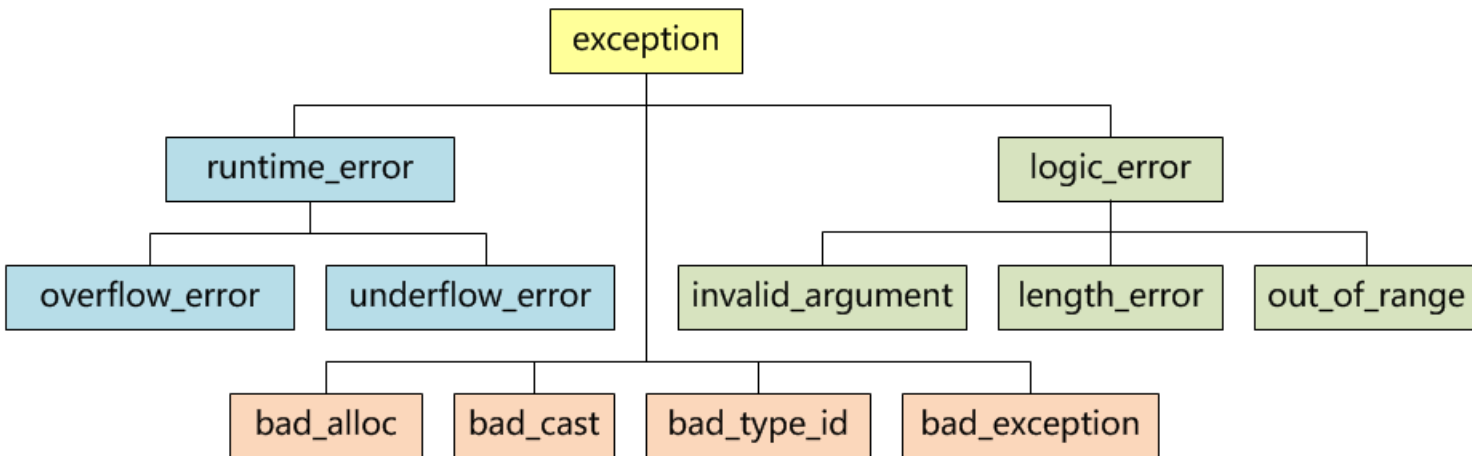 exception
runtime_error
logic_error
overflow_error
underflow_error
invalid_argument
length_error
out_of_range
bad_alloc
bad_cast
bad_type_id
bad_exception